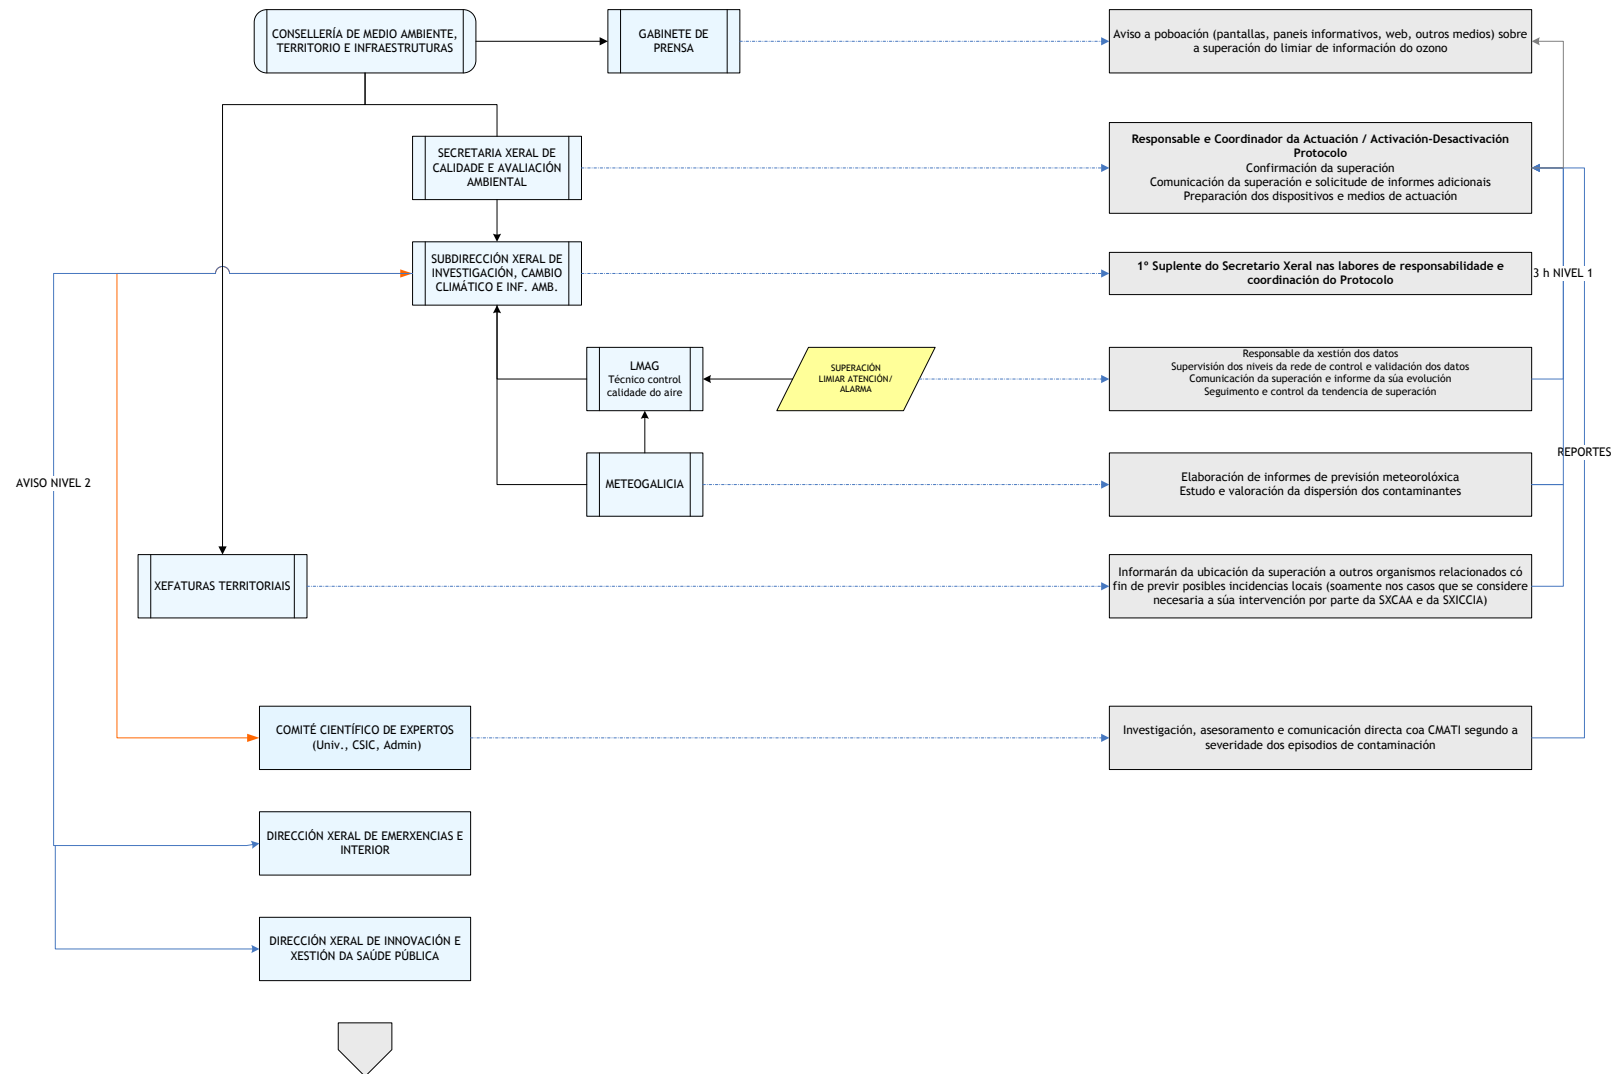 CONSELLERÍA DE MEDIO AMBIENTE,
TERRITORIO E INFRAESTRUTURAS
GABINETE DE
PRENSA
Aviso a poboación (pantallas, paneis informativos, web, outros medios) sobre
a superación do limiar de información do ozono
SECRETARIA XERAL DE
CALIDADE E AVALIACIÓN
AMBIENTAL
Responsable e Coordinador da Actuación / Activación-Desactivación
Protocolo
Confirmación da superación
Comunicación da superación e solicitude de informes adicionais
Preparación dos dispositivos e medios de actuación
SUBDIRECCIÓN XERAL DE
INVESTIGACIÓN, CAMBIO
CLIMÁTICO E INF. AMB.
1º Suplente do Secretario Xeral nas labores de responsabilidade e
coordinación do Protocolo
3 h NIVEL 1
LMAG
Técnico control
calidade do aire
SUPERACIÓN
LIMIAR ATENCIÓN/
ALARMA
Responsable da xestión dos datos
Supervisión dos niveis da rede de control e validación dos datos
Comunicación da superación e informe da súa evolución
Seguimento e control da tendencia de superación
REPORTES
AVISO NIVEL 2
METEOGALICIA
Elaboración de informes de previsión meteorolóxica
Estudo e valoración da dispersión dos contaminantes
XEFATURAS TERRITORIAIS
Informarán da ubicación da superación a outros organismos relacionados có
fin de previr posibles incidencias locais (soamente nos casos que se considere
necesaria a súa intervención por parte da SXCAA e da SXICCIA)
COMITÉ CIENTÍFICO DE EXPERTOS
(Univ., CSIC, Admin)
Investigación, asesoramento e comunicación directa coa CMATI segundo a
severidade dos episodios de contaminación
DIRECCIÓN XERAL DE EMERXENCIAS E
INTERIOR
DIRECCIÓN XERAL DE INNOVACIÓN E
XESTIÓN DA SAÚDE PÚBLICA